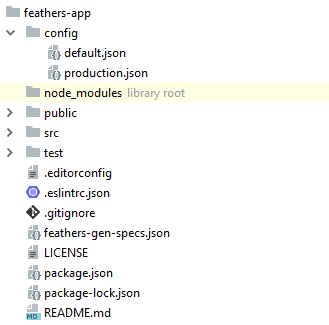 feathers-app
config
default.json
production.json
node_modules library root
public
src
test
.editorconfig
.eslintrc.json
.gitignore
feathers-gen-specs.json
LICENSE
package.json
package-lock.json
MD README.md